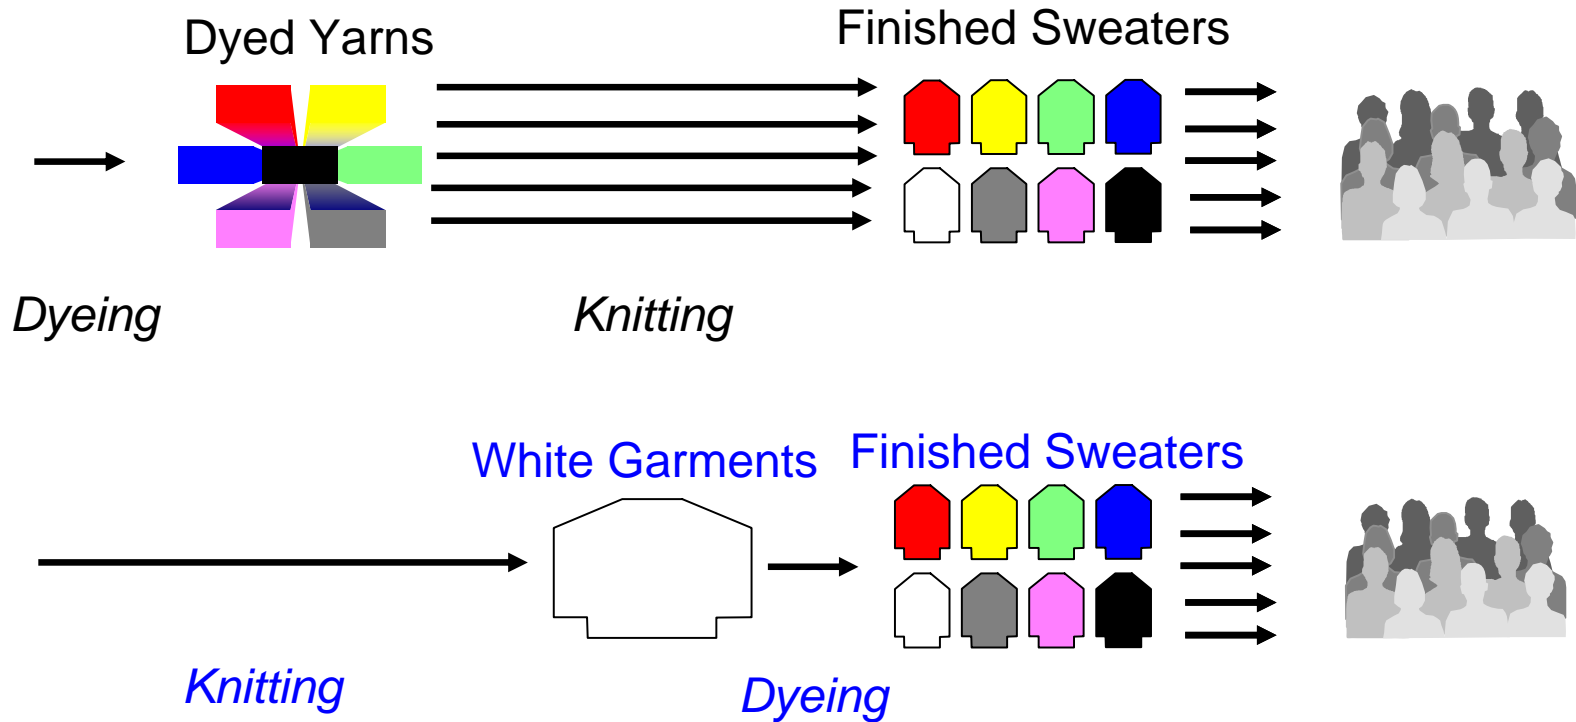 Dyed Yarns
Finished Sweaters
Dyeing
Knitting
White Garments
Finished Sweaters
Knitting
Dyeing